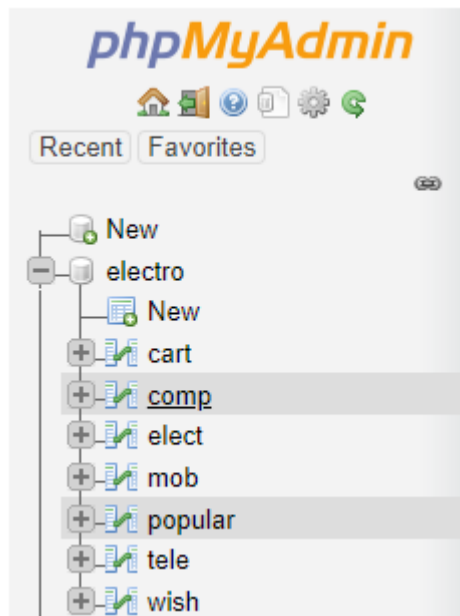 phpMyAdmin
Recent Favorites
New
electro
New
cart
comp
elect
mob
popular
tele
wish